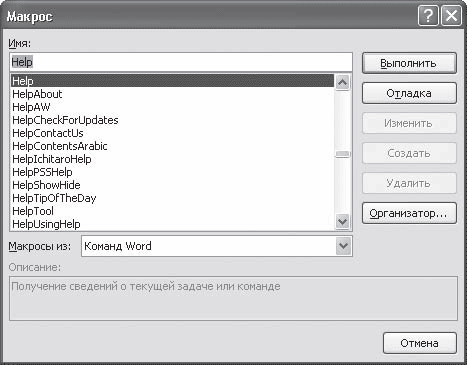 Макрос
Имя:
Help
Help
HelpAbout
HelpAW
HelpCheckForUpdates
HelpContactUs
HelpContentsArabic
HelpIchitaroHelp
HelpPSSHelp
HelpShowHide
HelpTipOfTheDay
HelpTool
HelpUsingHelp
Выполнить
Отладка
Изменить
Создать
Удалить
Организатор...
Макросы из: Команд Word
Описание:
Получение сведений о текущей задаче или команде
Отмена